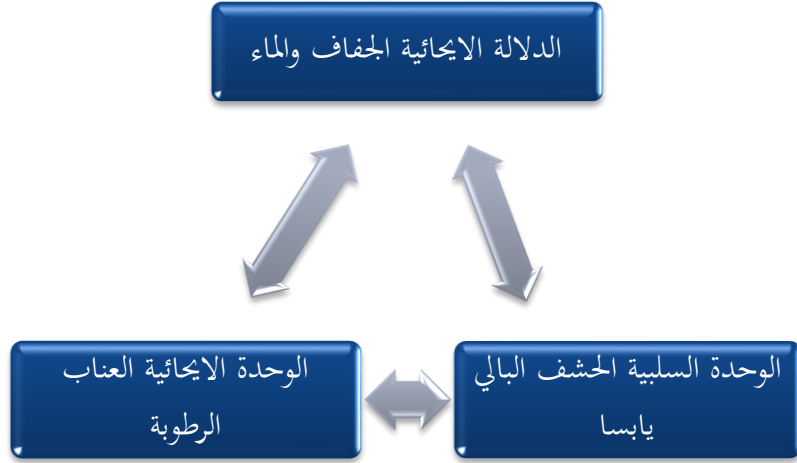 الدلالة الايحائية الجفاف والماء
الوحدة السلبية الحشف البالي
يابسا
الوحدة الايحائية العناب
الرطوبة